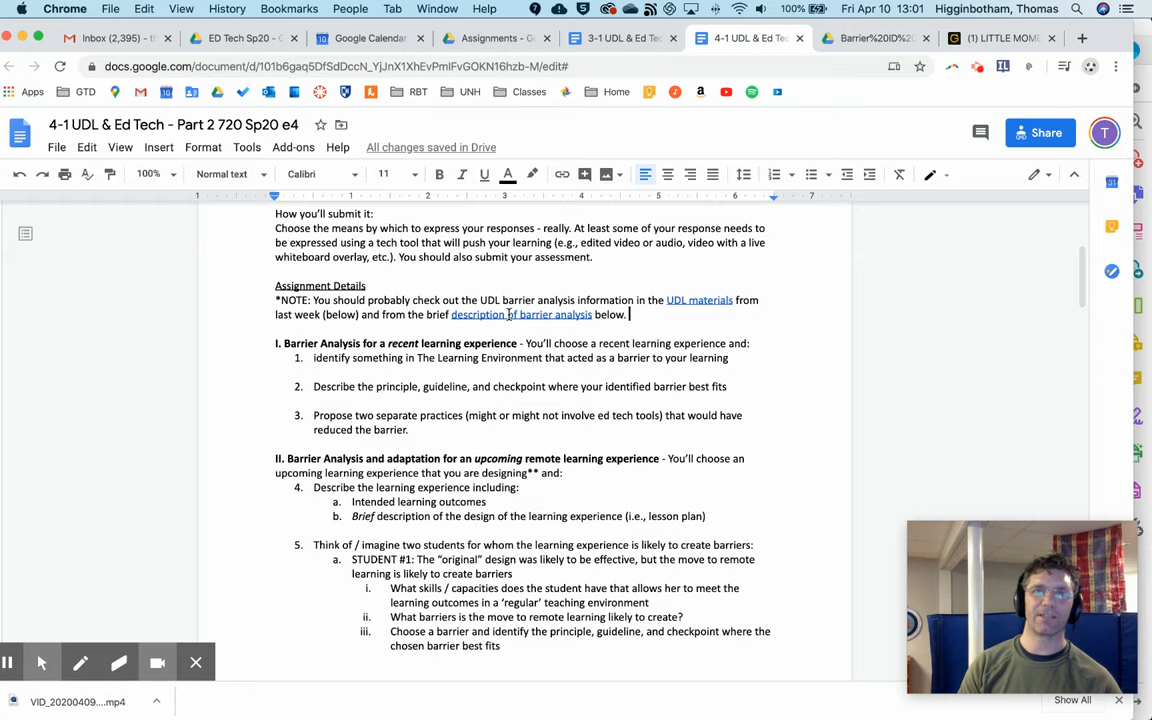 Chrome File Edit View History Bookmarks People Tab Window Help 100% Fri Apr 10 13:01 Higginbotham, Thomas
Inbox (2,395) - th ED Tech Sp20 - G Google Calendar Assignments - Go 3-1 UDL & Ed Tec 4-1 UDL & Ed Tec Barrier%20ID%20 (1) LITTLE MOME
docs.google.com/document/d/101b6gaq5DfSdDccN_YjJnX1XhEvPmIFvGOKN16hzb-M/edit#
Apps GTD RBT UNH Classes Home
4-1 UDL & Ed Tech - Part 2 720 Sp20 e4
Share
File Edit View Insert Format Tools Add-ons Help All changes saved in Drive
100% Normal text Calibri 11 B I U A
1 1 2 3 4 5 6 7
How you'll submit it:
Choose the means by which to express your responses - really. At least some of your response needs to
be expressed using a tech tool that will push your learning (e.g., edited video or audio, video with a live
whiteboard overlay, etc.). You should also submit your assessment.
Assignment Details
*NOTE: You should probably check out the UDL barrier analysis information in the UDL materials from
last week (below) and from the brief description of barrier analysis below.
I. Barrier Analysis for a recent learning experience - You'll choose a recent learning experience and:
1. identify something in The Learning Environment that acted as a barrier to your learning
2. Describe the principle, guideline, and checkpoint where your identified barrier best fits
3. Propose two separate practices (might or might not involve ed tech tools) that would have
reduced the barrier.
II. Barrier Analysis and adaptation for an upcoming remote learning experience - You'll choose an
upcoming learning experience that you are designing** and:
4. Describe the learning experience including:
a. Intended learning outcomes
b. Brief description of the design of the learning experience (i.e., lesson plan)
5. Think of / imagine two students for whom the learning experience is likely to create barriers:
a. STUDENT #1: The "original" design was likely to be effective, but the move to remote
learning is likely to create barriers
i. What skills / capacities does the student have that allows her to meet the
learning outcomes in a 'regular' teaching environment
ii. What barriers is the move to remote learning likely to create?
iii. Choose a barrier and identify the principle, guideline, and checkpoint where the
chosen barrier best fits
VID_20200409....mp4
Show All